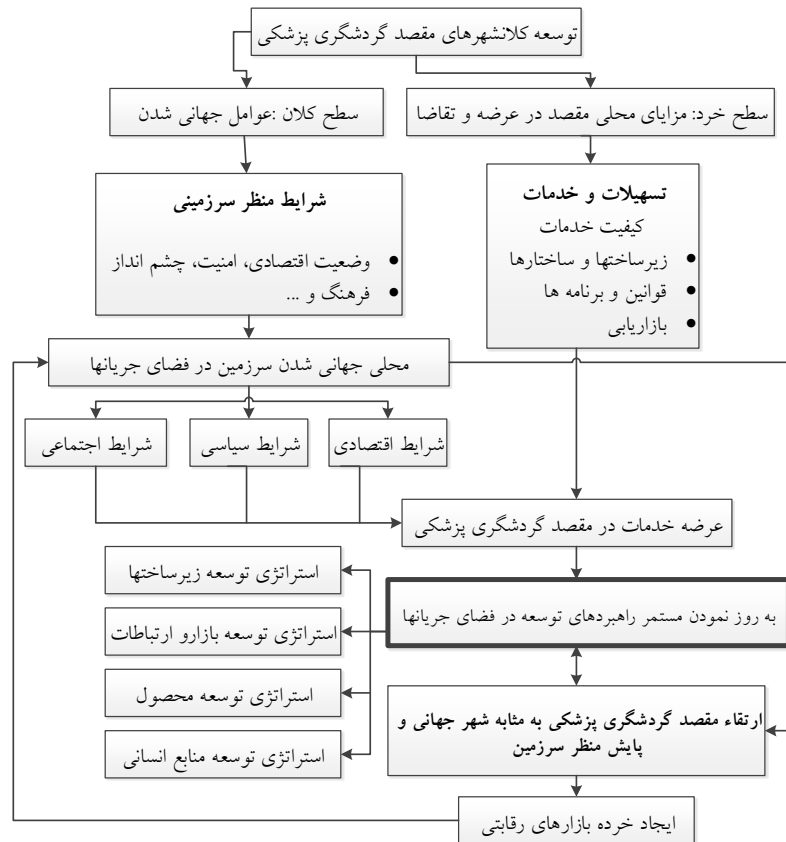 توسعه کلانشهرهای مقصد گردشگری پزشکی
سطح خرد: مزایای محلی مقصد در عرضه و تقاضا
سطح کلان :عوامل جهانی شدن
تسهیلات و خدمات
کیفیت خدمات
• زیرساختها و ساختارها
• قوانین و برنامه ها
• بازاریابی
شرایط منظر سرزمینی
• وضعیت اقتصادی، امنیت، چشم انداز
• فرهنگ و ...
محلی جهانی شدن سرزمین در فضای جریانها
شرایط اقتصادی
شرایط سیاسی
شرایط اجتماعی
عرضه خدمات در مقصد گردشگری پزشکی
به روز نمودن مستمر راهبردهای توسعه در فضای جریانها
استراتژی توسعه زیرساختها
استراتژی توسعه بازارو ارتباطات
استراتژی توسعه محصول
استراتژی توسعه منابع انسانی
ارتقاء مقصد گردشگری پزشکی به مثابه شهر جهانی و
پایش منظر سرزمین
ایجاد خرده بازارهای رقابتی